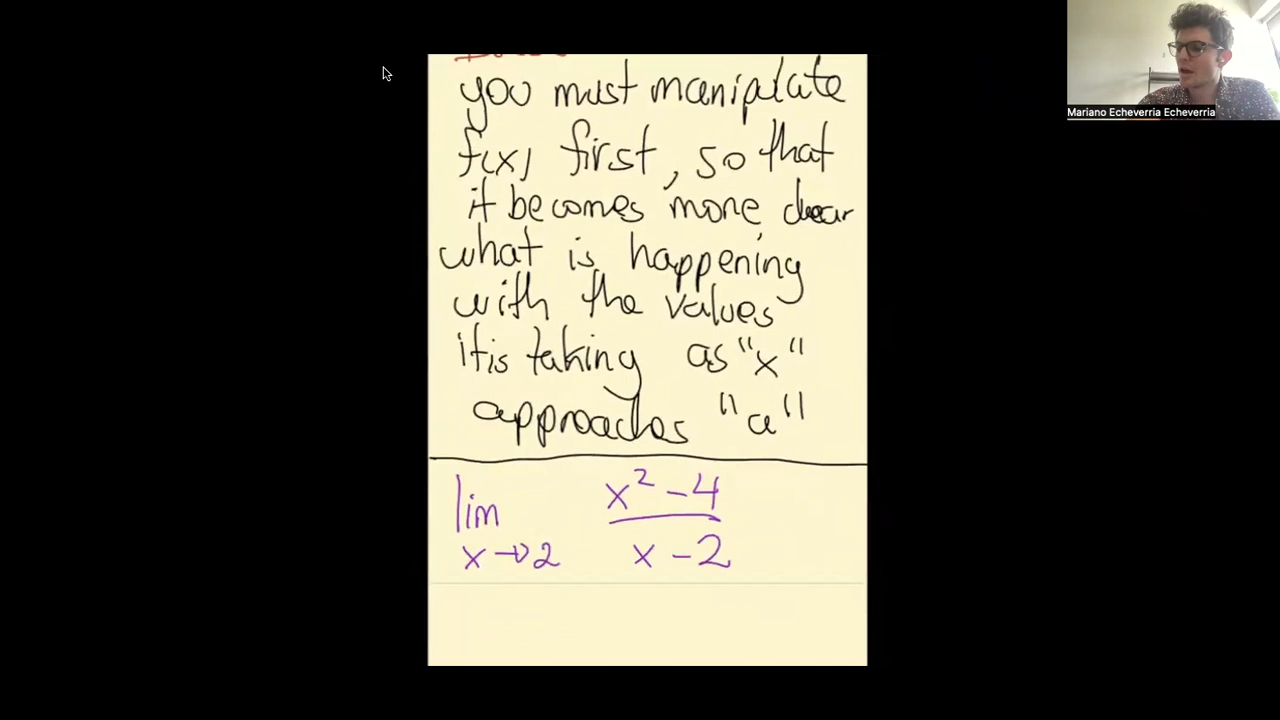 you must manipulate
f(x) first, so that
it becomes more clear
what is happening
with the values
it is taking as "x"
approaches "a"
lim x² - 4
x→2 x - 2
Mariano Echeverria Echeverria